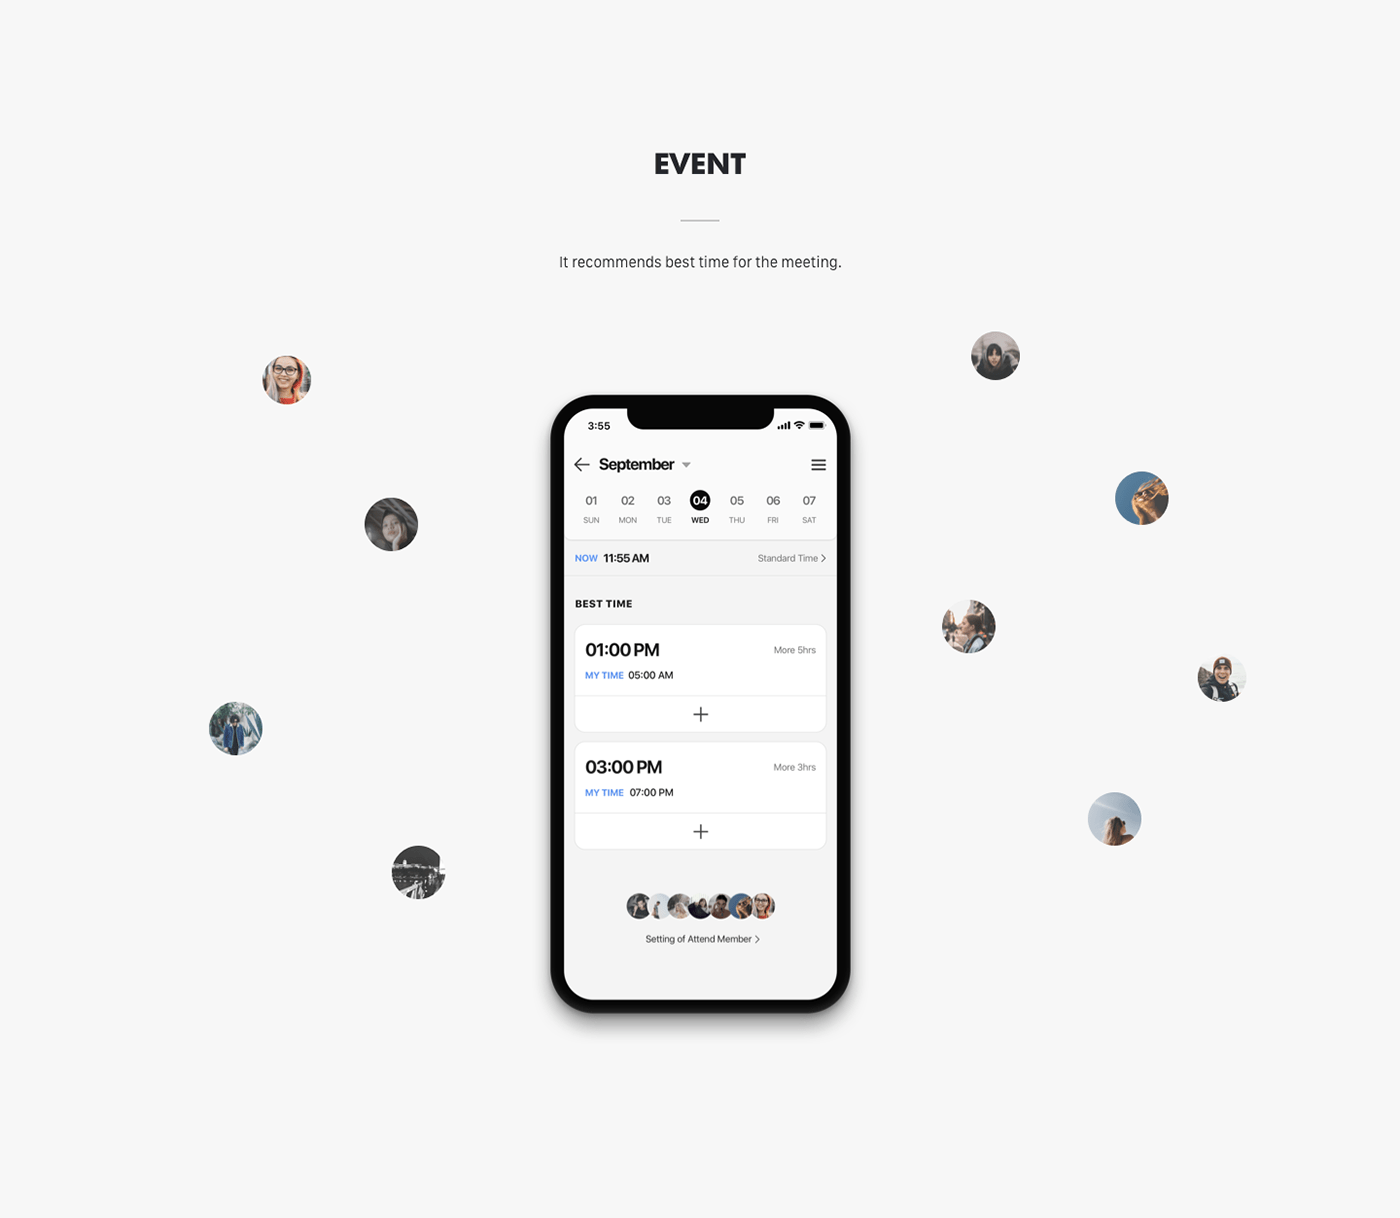 EVENT
It recommends best time for the meeting.
3:55
September
01 02 03 04 05 06 07
SUN MON TUE WED THU FRI SAT
NOW 11:55 AM Standard Time
BEST TIME
01:00 PM More 5hrs
MY TIME 05:00 AM
03:00 PM More 3hrs
MY TIME 07:00 PM
Setting of Attend Member